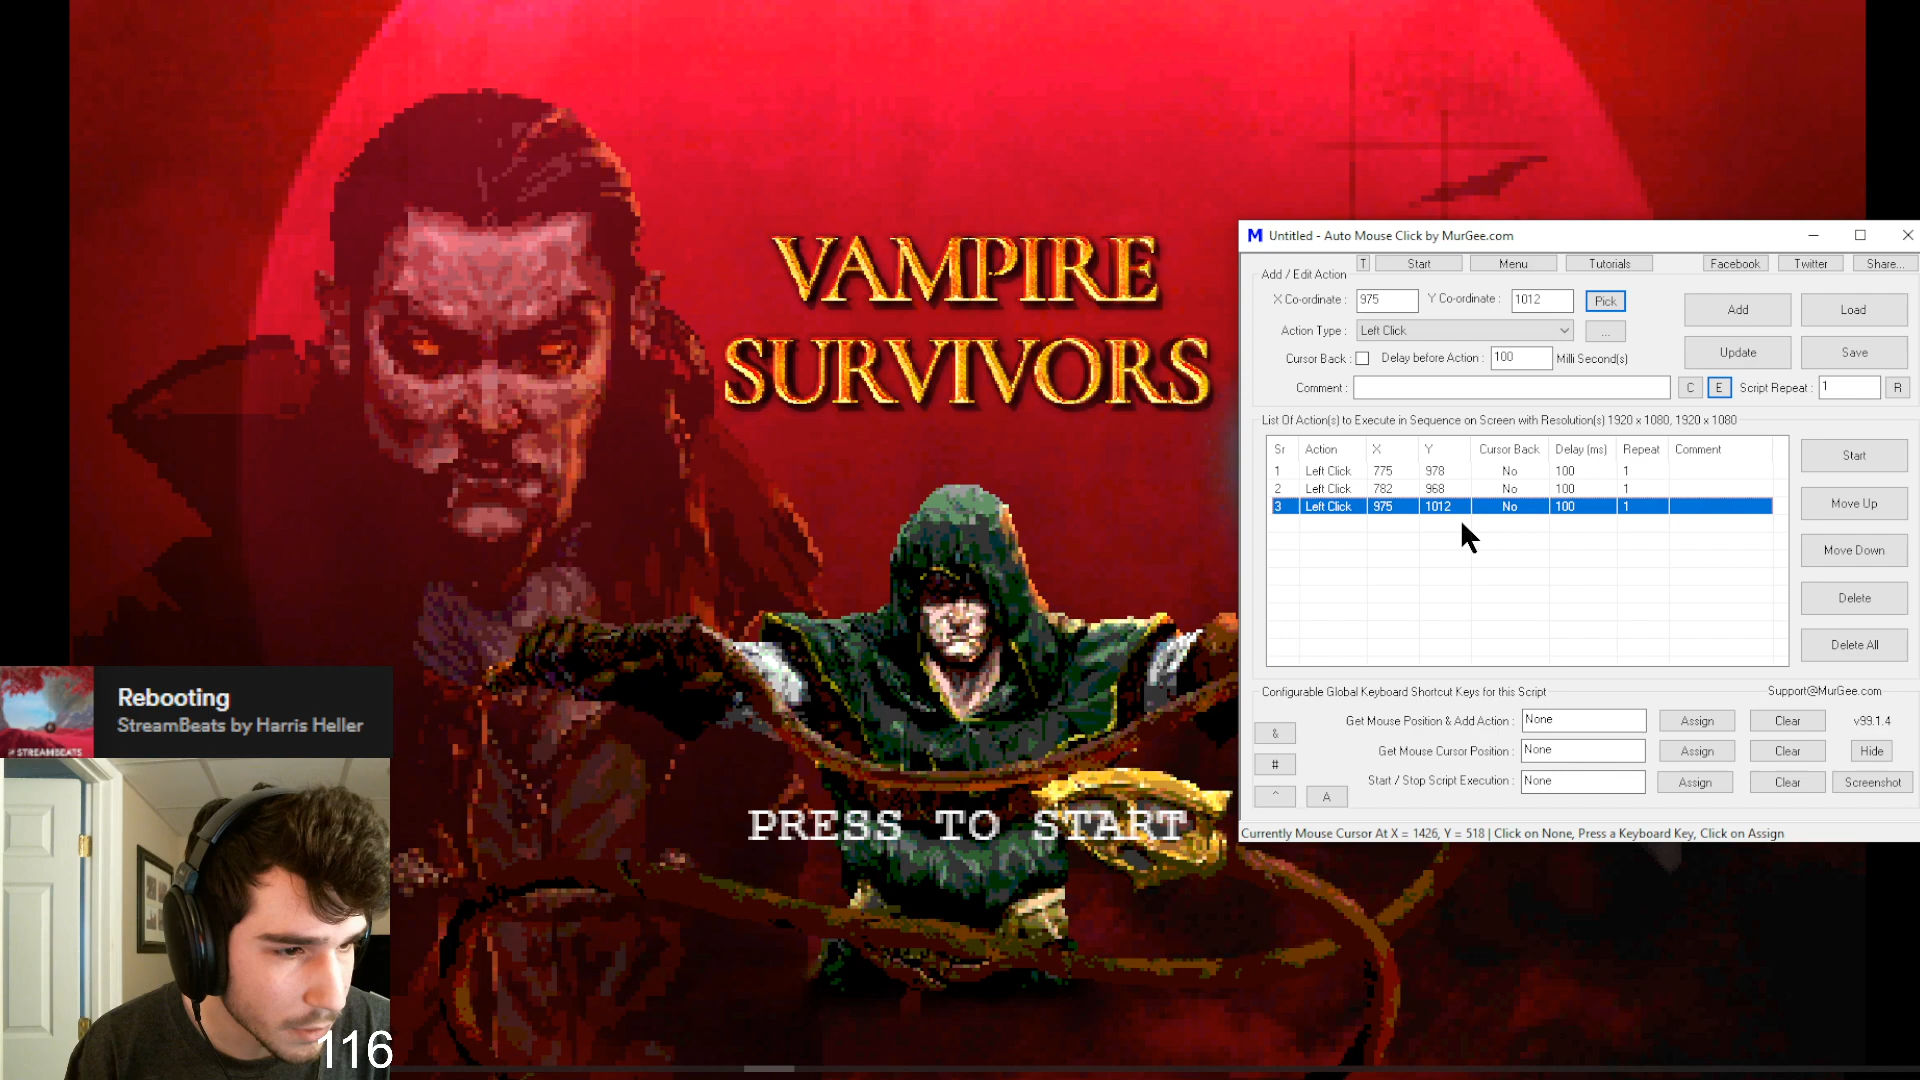 VAMPIRE
SURVIVORS
PRESS TO START
M Untitled - Auto Mouse Click by MurGee.com
T Start Menu Tutorials Facebook Twitter Share...
Add / Edit Action
X Co-ordinate : 975 Y Co-ordinate : 1012 Pick Add Load
Action Type : Left Click ...
Cursor Back : Delay before Action : 100 Milli Second(s) Update Save
Comment : C E Script Repeat : 1 R
List Of Action(s) to Execute in Sequence on Screen with Resolution(s) 1920 x 1080, 1920 x 1080
Sr Action X Y Cursor Back Delay (ms) Repeat Comment
1 Left Click 775 978 No 100 1
2 Left Click 782 968 No 100 1
3 Left Click 975 1012 No 100 1
Start
Move Up
Move Down
Delete
Delete All
Configurable Global Keyboard Shortcut Keys for this Script Support@MurGee.com
Get Mouse Position & Add Action : None Assign Clear v99.1.4
& Get Mouse Cursor Position : None Assign Clear Hide
# Start / Stop Script Execution : None Assign Clear Screenshot
^ A
Currently Mouse Cursor At X = 1426, Y = 518 | Click on None, Press a Keyboard Key, Click on Assign
Rebooting
StreamBeats by Harris Heller
STREAMBEATS
116